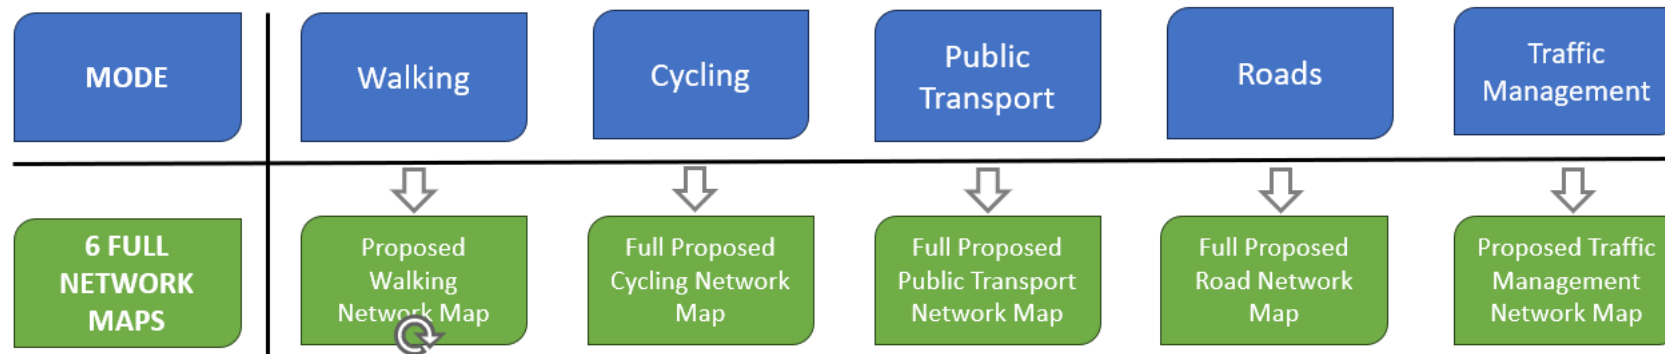 MODE
Walking
Cycling
Public
Transport
Roads
Traffic
Management
6 FULL
NETWORK
MAPS
Proposed
Walking
Network Map
Full Proposed
Cycling Network
Map
Full Proposed
Public Transport
Network Map
Full Proposed
Road Network
Map
Proposed Traffic
Management
Network Map